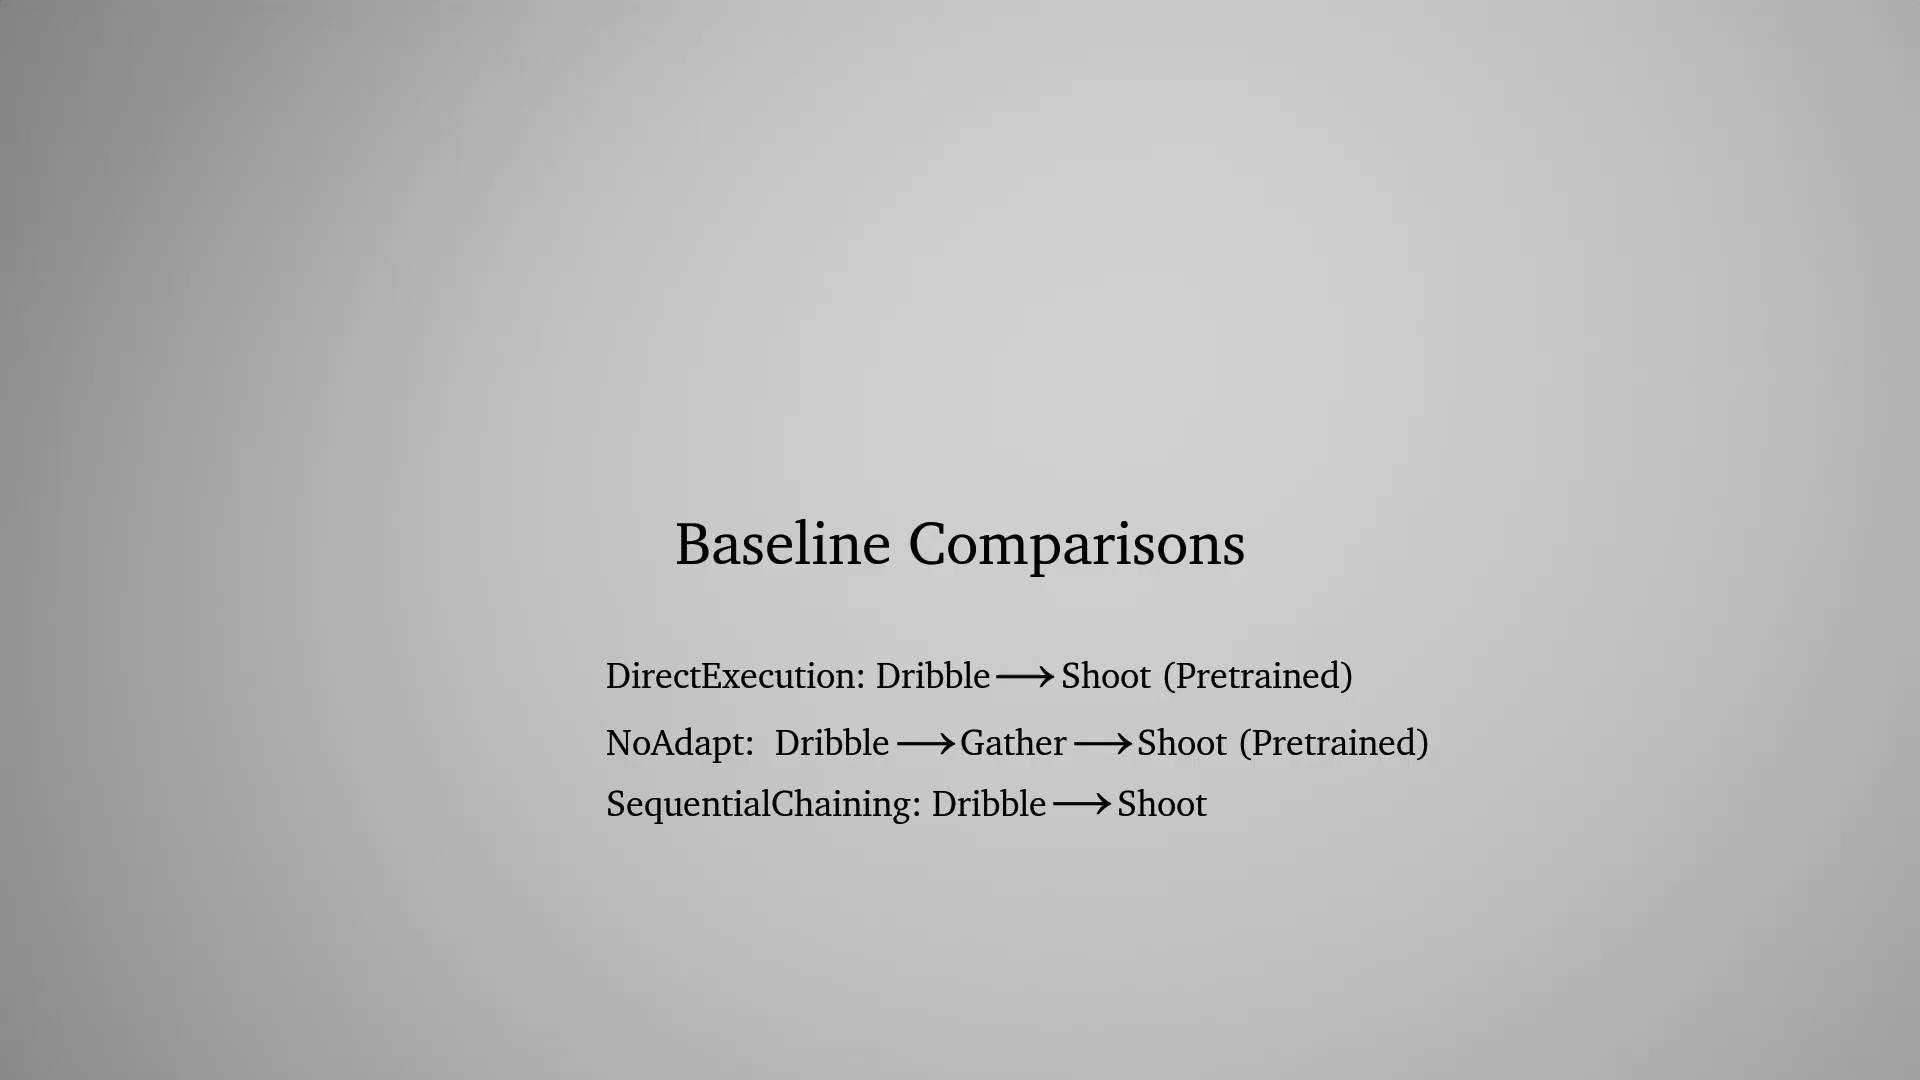 Baseline Comparisons
DirectExecution: Dribble ⟶ Shoot (Pretrained)
NoAdapt: Dribble ⟶ Gather ⟶ Shoot (Pretrained)
SequentialChaining: Dribble ⟶ Shoot